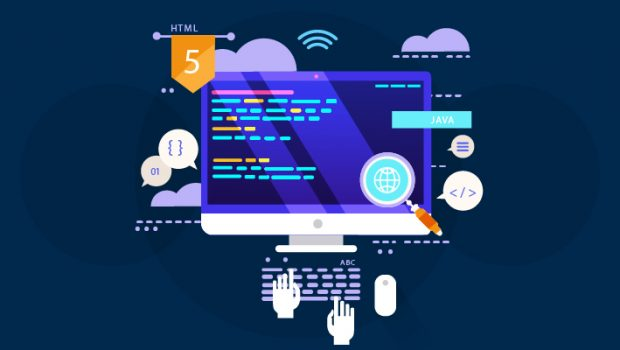 HTML
5
JAVA
{ }
01
</>
ABC